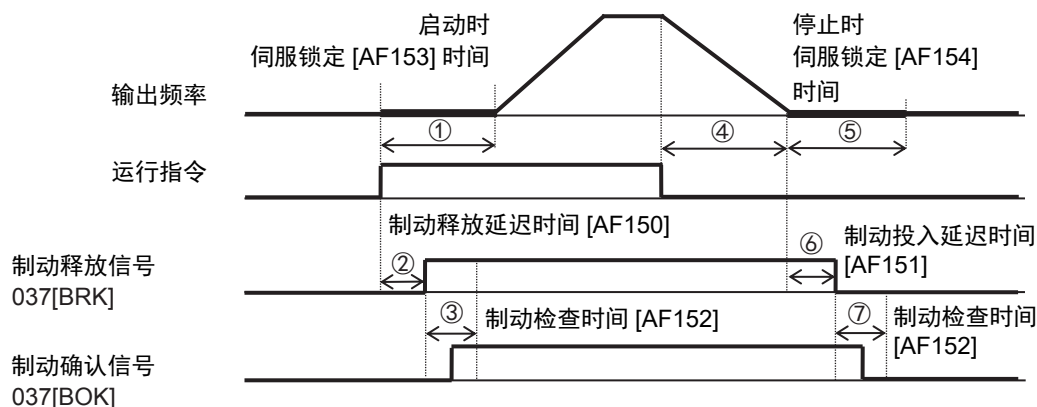 启动时
伺服锁定 [AF153] 时间
停止时
伺服锁定 [AF154]
时间
输出频率
①
④
⑤
运行指令
制动释放延迟时间 [AF150]
制动释放信号
037[BRK]
②
⑥
制动投入延迟时间
[AF151]
③
制动检查时间 [AF152]
⑦
制动检查时间
[AF152]
制动确认信号
037[BOK]